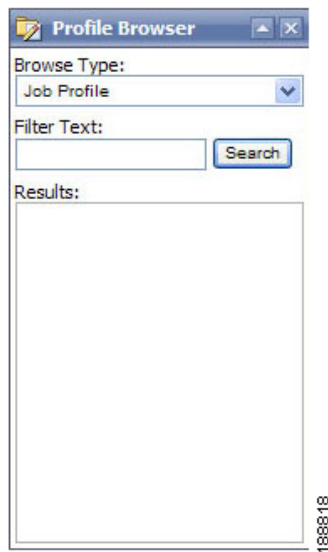 Profile Browser
Browse Type:
Job Profile
Filter Text:
Search
Results:
188818